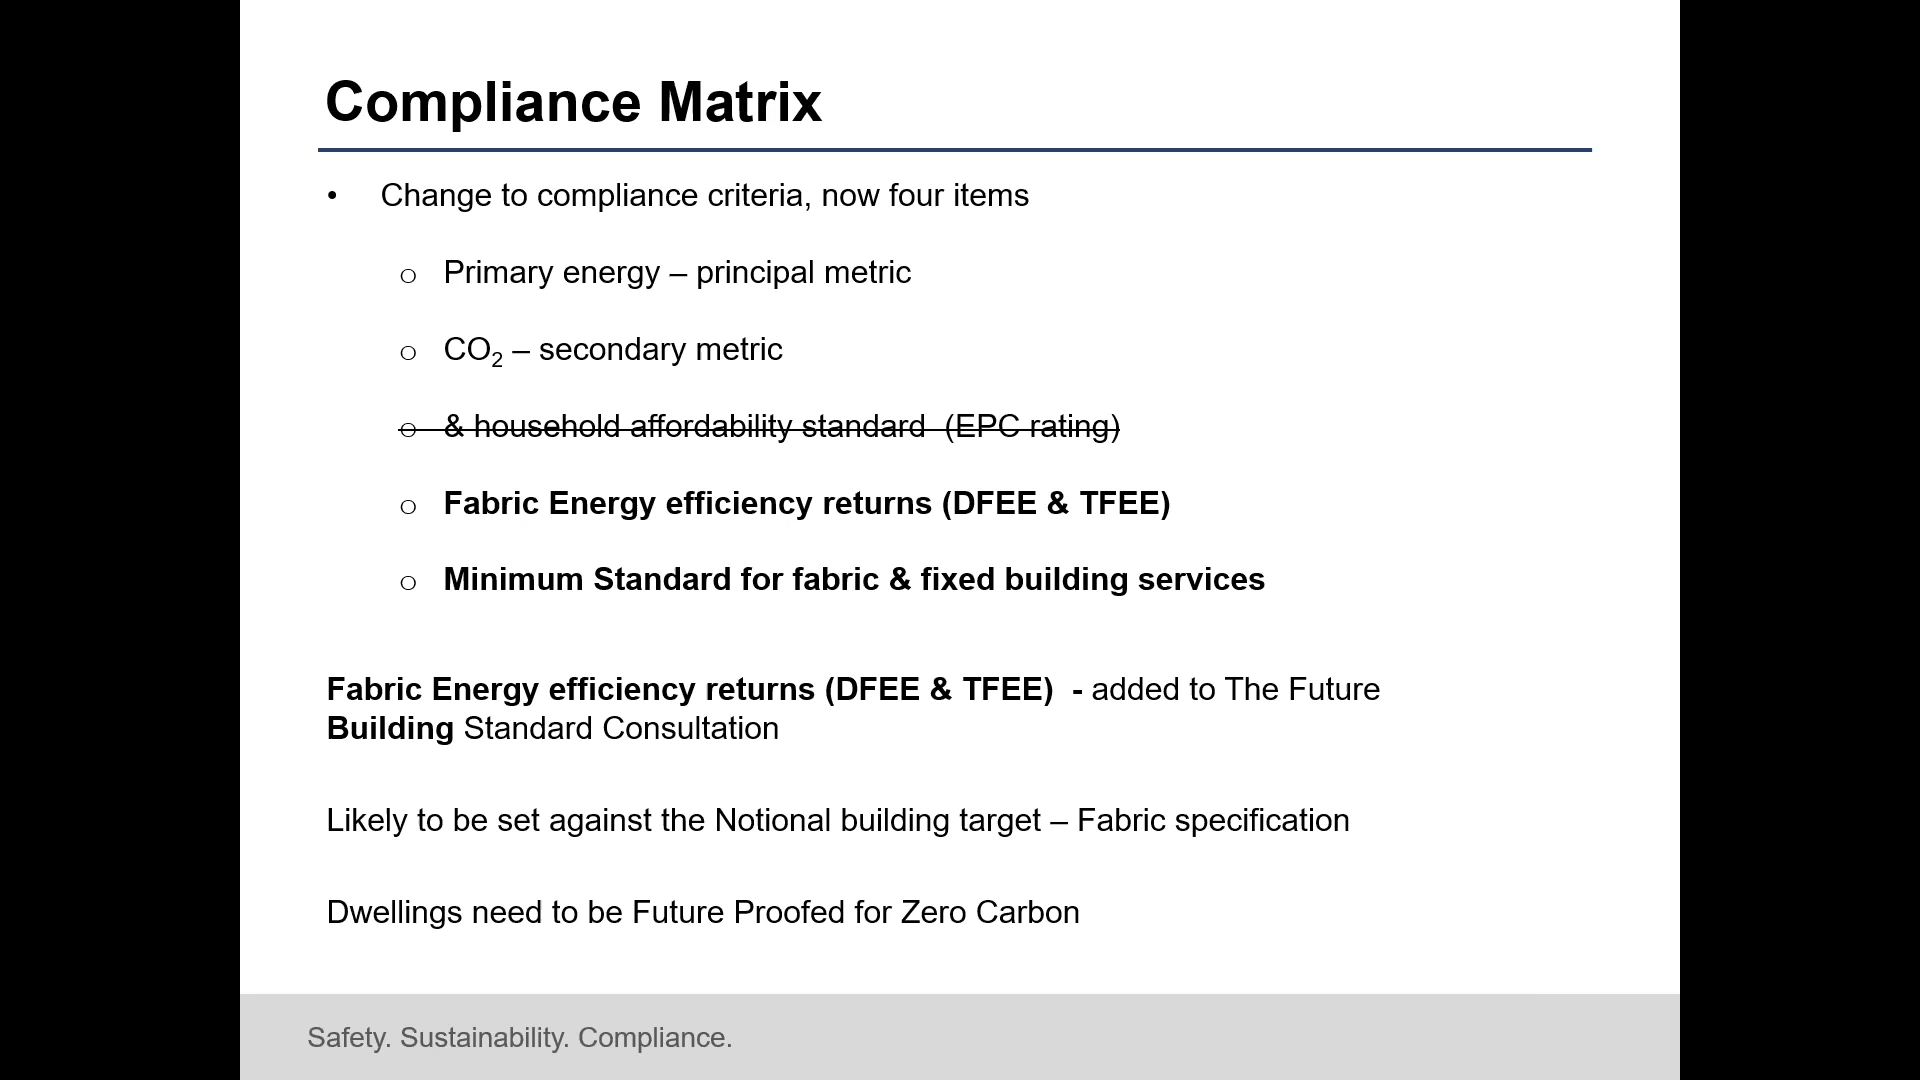 Compliance Matrix
• Change to compliance criteria, now four items
o Primary energy – principal metric
o CO₂ – secondary metric
o & household affordability standard (EPC rating)
o Fabric Energy efficiency returns (DFEE & TFEE)
o Minimum Standard for fabric & fixed building services
Fabric Energy efficiency returns (DFEE & TFEE) - added to The Future
Building Standard Consultation
Likely to be set against the Notional building target – Fabric specification
Dwellings need to be Future Proofed for Zero Carbon
Safety. Sustainability. Compliance.